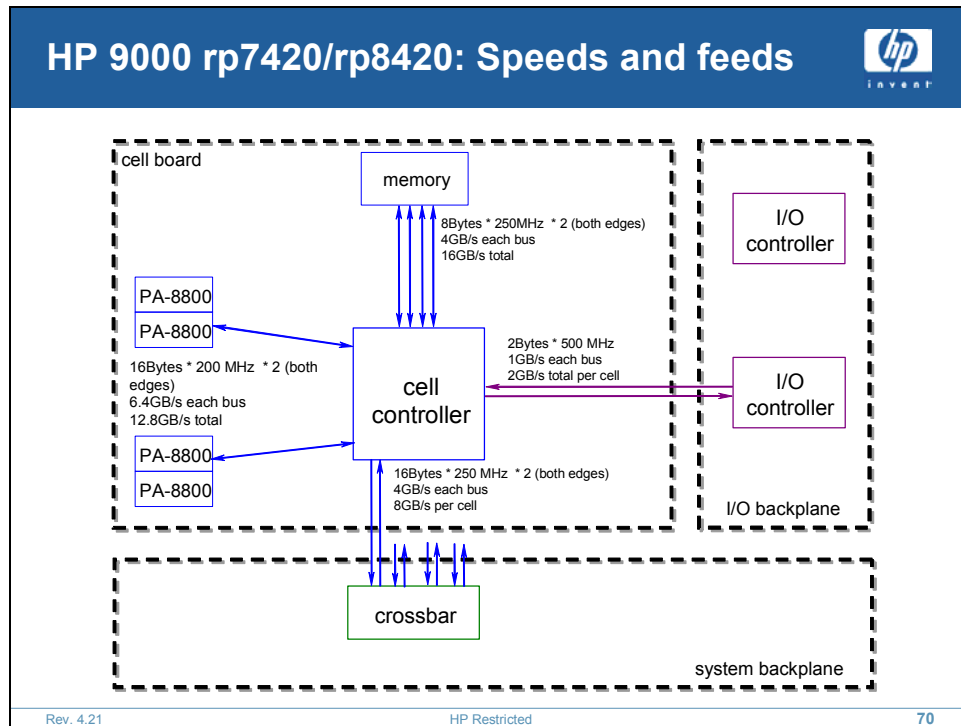 HP 9000 rp7420/rp8420: Speeds and feeds
hp
invent
cell board
memory
8Bytes * 250MHz * 2 (both edges)
4GB/s each bus
16GB/s total
I/O
controller
PA-8800
PA-8800
16Bytes * 200 MHz * 2 (both
edges)
6.4GB/s each bus
12.8GB/s total
cell
controller
2Bytes * 500 MHz
1GB/s each bus
2GB/s total per cell
I/O
controller
PA-8800
PA-8800
16Bytes * 250 MHz * 2 (both edges)
4GB/s each bus
8GB/s per cell
I/O backplane
crossbar
system backplane
Rev. 4.21
HP Restricted
70